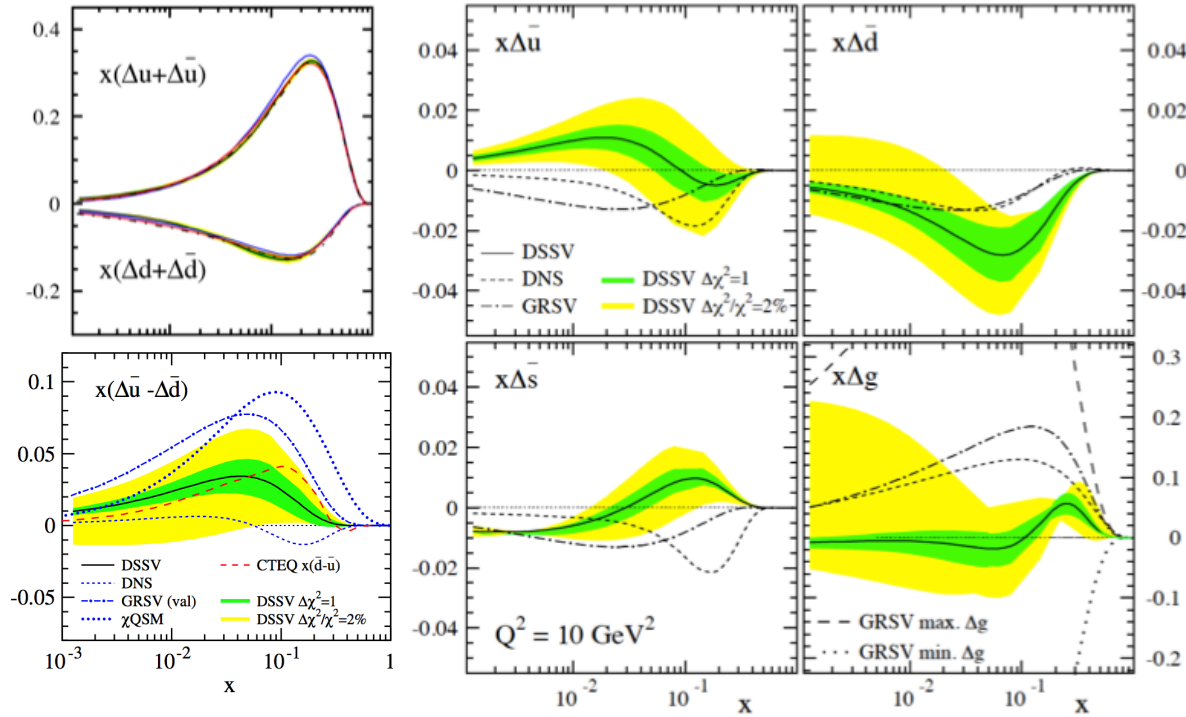 0.4
x(Δu+Δū)
0.2
0
x(Δd+Δd̄)
-0.2
xΔū
0.04
0.02
0
-0.02
-0.04
DSSV
DNS
GRSV
DSSV Δχ²=1
DSSV Δχ²/χ²=2%
xΔd̄
0.04
0.02
0
-0.02
-0.04
0.1
x(Δū -Δd̄)
0.05
0
-0.05
DSSV
DNS
GRSV (val)
χQSM
CTEQ x(d̄-ū)
DSSV Δχ²=1
DSSV Δχ²/χ²=2%
10⁻³ 10⁻² 10⁻¹ 1
x
xΔs̄
0.04
0.02
0
-0.02
-0.04
Q² = 10 GeV²
10⁻² 10⁻¹ x
xΔg
0.3
0.2
0.1
0
-0.1
-0.2
GRSV max. Δg
GRSV min. Δg
10⁻² 10⁻¹ x